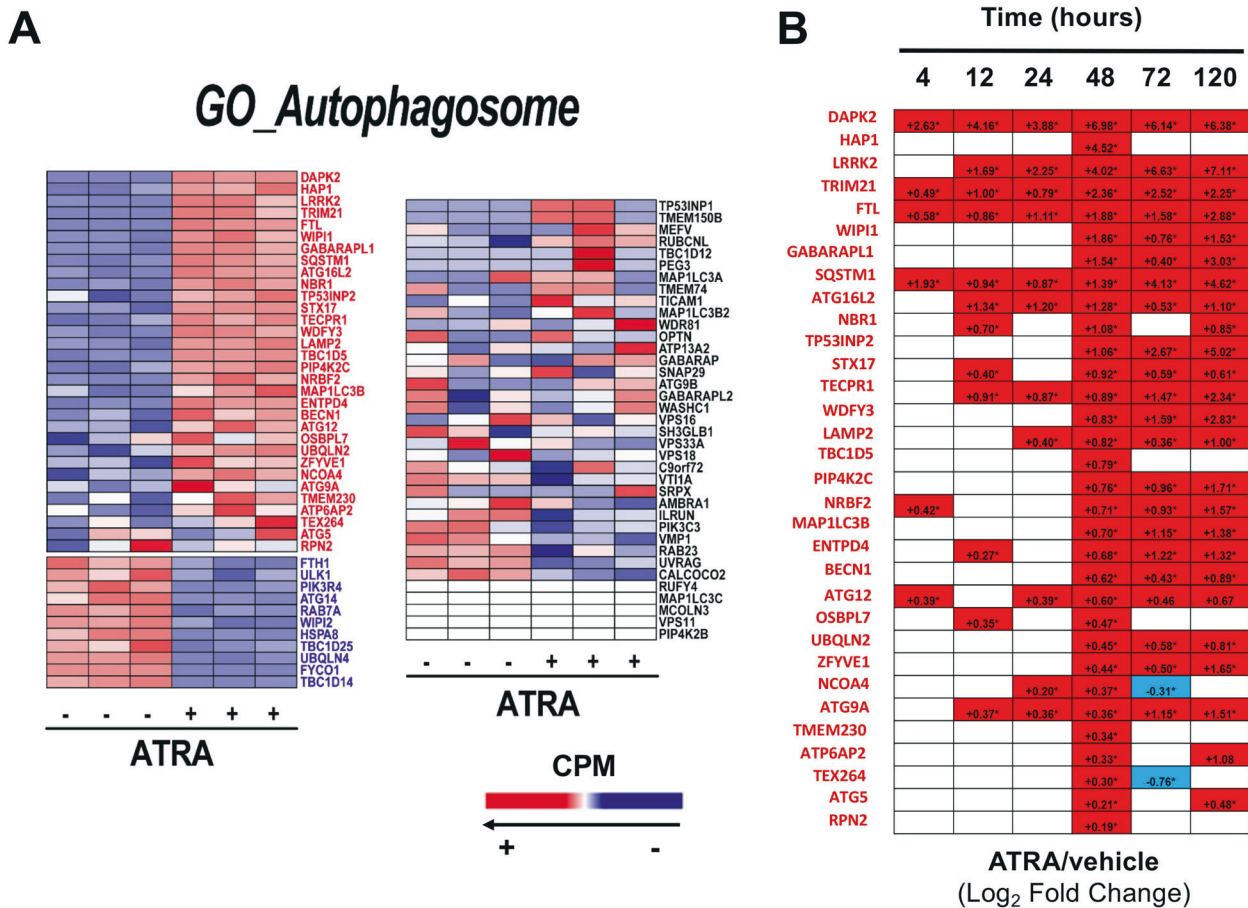 A
GO_Autophagosome
DAPK2
HAP1
LRRK2
TRIM21
FTL
WIPI1
GABARAPL1
SQSTM1
ATG16L2
NBR1
TP53INP2
STX17
TECPR1
WDFY3
LAMP2
TBC1D5
PIP4K2C
NRBF2
MAP1LC3B
ENTPD4
BECN1
ATG12
OSBPL7
UBQLN2
ZFYVE1
NCOA4
ATG9A
TMEM230
ATP6AP2
TEX264
ATG5
RPN2
FTH1
ULK1
PIK3R4
ATG14
RAB7A
WIPI2
HSPA8
TBC1D25
UBQLN4
FYCO1
TBC1D14
- - - + + +
ATRA
TP53INP1
TMEM150B
MEFV
RUBCNL
TBC1D12
PEG3
MAP1LC3A
TMEM74
TICAM1
MAP1LC3B2
WDR81
OPTN
ATP13A2
GABARAP
SNAP29
ATG9B
GABARAPL2
WASHC1
VPS16
SH3GLB1
VPS33A
VPS18
C9orf72
VTI1A
SRPX
AMBRA1
ILRUN
PIK3C3
VMP1
RAB23
UVRAG
CALCOCO2
RUFY4
MAP1LC3C
MCOLN3
VPS11
PIP4K2B
- - - + + +
ATRA
CPM
+ -
B
Time (hours)
4 12 24 48 72 120
DAPK2 +2.63* +4.16* +3.88* +6.98* +6.14* +6.38*
HAP1 +4.52*
LRRK2 +1.69* +2.25* +4.02* +6.63* +7.11*
TRIM21 +0.49* +1.00* +0.79* +2.36* +2.52* +2.25*
FTL +0.58* +0.86* +1.11* +1.88* +1.58* +2.88*
WIPI1 +1.86* +0.76* +1.53*
GABARAPL1 +1.54* +0.40* +3.03*
SQSTM1 +1.93* +0.94* +0.87* +1.39* +4.13* +4.62*
ATG16L2 +1.34* +1.20* +1.28* +0.53* +1.10*
NBR1 +0.70* +1.08* +0.85*
TP53INP2 +1.06* +2.67* +5.02*
STX17 +0.40* +0.92* +0.59* +0.61*
TECPR1 +0.91* +0.87* +0.89* +1.47* +2.34*
WDFY3 +0.83* +1.59* +2.83*
LAMP2 +0.40* +0.82* +0.36* +1.00*
TBC1D5 +0.79*
PIP4K2C +0.76* +0.96* +1.71*
NRBF2 +0.42* +0.71* +0.93* +1.57*
MAP1LC3B +0.70* +1.15* +1.38*
ENTPD4 +0.27* +0.68* +1.22* +1.32*
BECN1 +0.62* +0.43* +0.89*
ATG12 +0.39* +0.39* +0.60* +0.46 +0.67
OSBPL7 +0.35* +0.47*
UBQLN2 +0.45* +0.58* +0.81*
ZFYVE1 +0.44* +0.50* +1.65*
NCOA4 +0.20* +0.37* -0.31*
ATG9A +0.37* +0.36* +0.36* +1.15* +1.51*
TMEM230 +0.34*
ATP6AP2 +0.33* +1.08
TEX264 +0.30* -0.76*
ATG5 +0.21* +0.48*
RPN2 +0.19*
ATRA/vehicle
(Log₂ Fold Change)